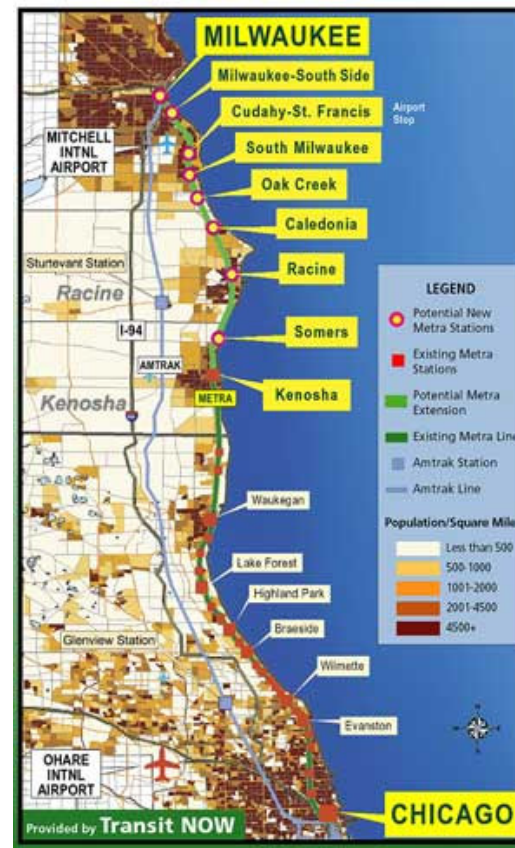 MILWAUKEE
Milwaukee-South Side
Cudahy-St. Francis
Airport
Stop
MITCHELL
INTNL
AIRPORT
South Milwaukee
Oak Creek
Caledonia
Sturtevant Station
Racine
Racine
I-94
Somers
AMTRAK
Kenosha
METRA
Kenosha
LEGEND
Potential New
Metra Stations
Existing Metra
Stations
Potential Metra
Extension
Existing Metra Line
Amtrak Station
Amtrak Line
Population/Square Mile
Less than 500
500-1000
1001-2000
2001-4500
4500+
Waukegan
Lake Forest
Highland Park
Braeside
Glenview Station
Wilmette
Evanston
OHARE
INTNL
AIRPORT
CHICAGO
Provided by Transit NOW